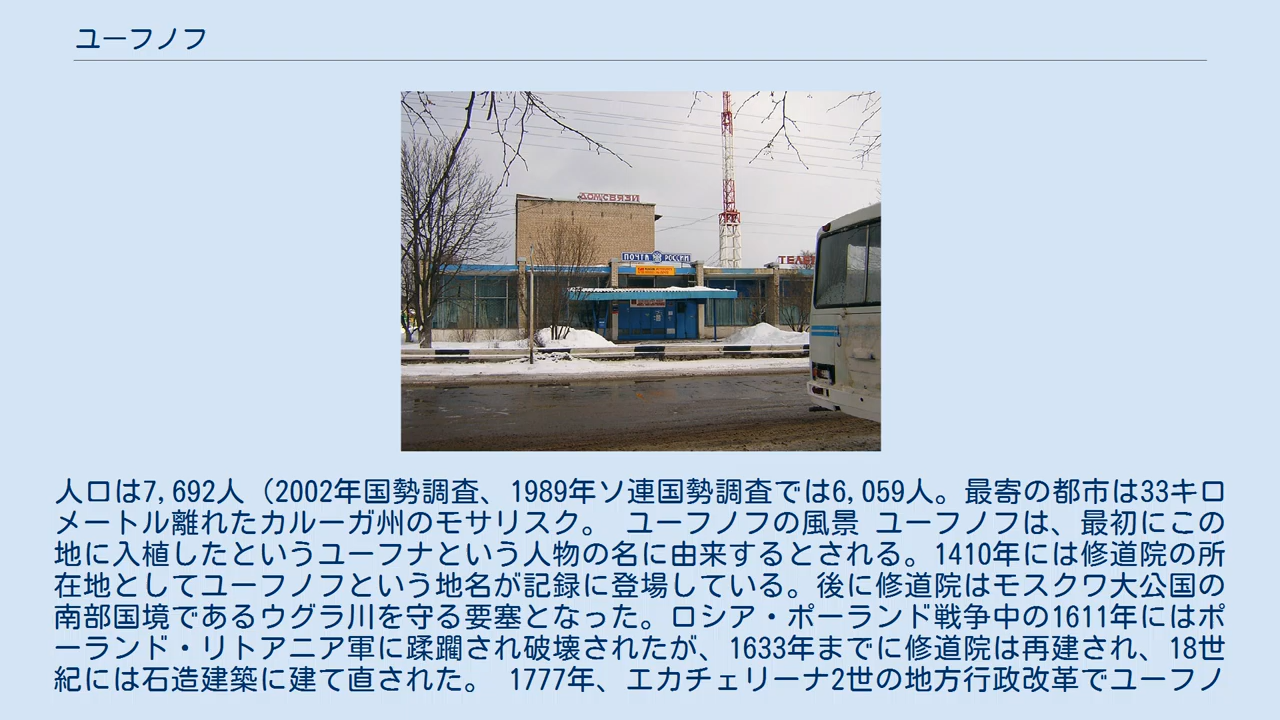 ユーフノフ
ДОМ СВЯЗИ
ПОЧТА РОССИИ
ТЕЛЕ
人口は7,692人（2002年国勢調査、1989年ソ連国勢調査では6,059人。最寄の都市は33キロ
メートル離れたカルーガ州のモサリスク。 ユーフノフの風景 ユーフノフは、最初にこの
地に入植したというユーフナという人物の名に由来するとされる。1410年には修道院の所
在地としてユーフノフという地名が記録に登場している。後に修道院はモスクワ大公国の
南部国境であるウグラ川を守る要塞となった。ロシア・ポーランド戦争中の1611年にはポ
ーランド・リトアニア軍に蹂躙され破壊されたが、1633年までに修道院は再建され、18世
紀には石造建築に建て直された。 1777年、エカチェリーナ2世の地方行政改革でユーフノ